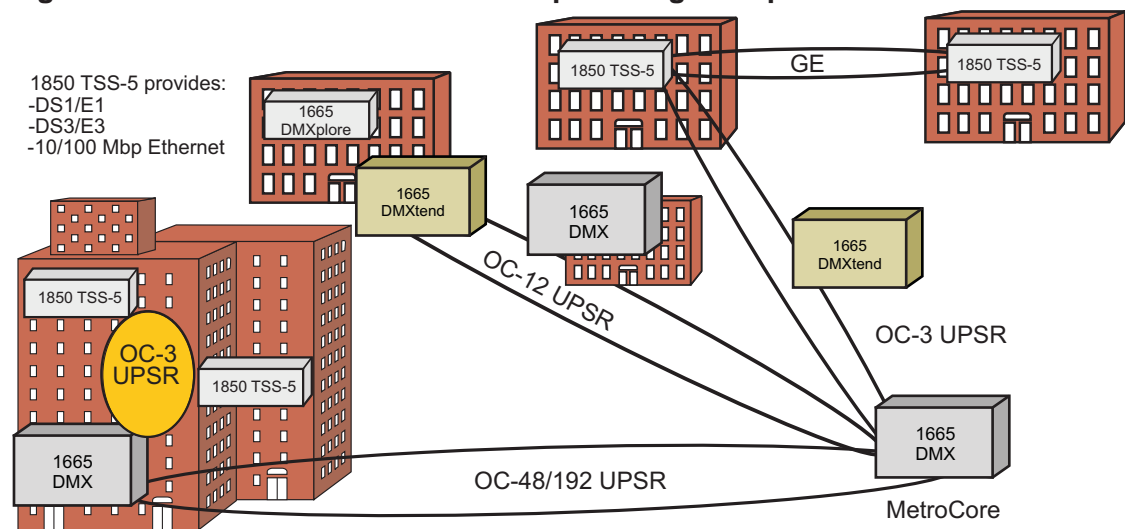 1850 TSS-5 provides:
-DS1/E1
-DS3/E3
-10/100 Mbp Ethernet
1665
DMXplore
1850 TSS-5
GE
1850 TSS-5
1665
DMXtend
1665
DMX
1665
DMXtend
OC-12 UPSR
OC-3 UPSR
1850 TSS-5
OC-3
UPSR
1850 TSS-5
1665
DMX
OC-48/192 UPSR
1665
DMX
MetroCore